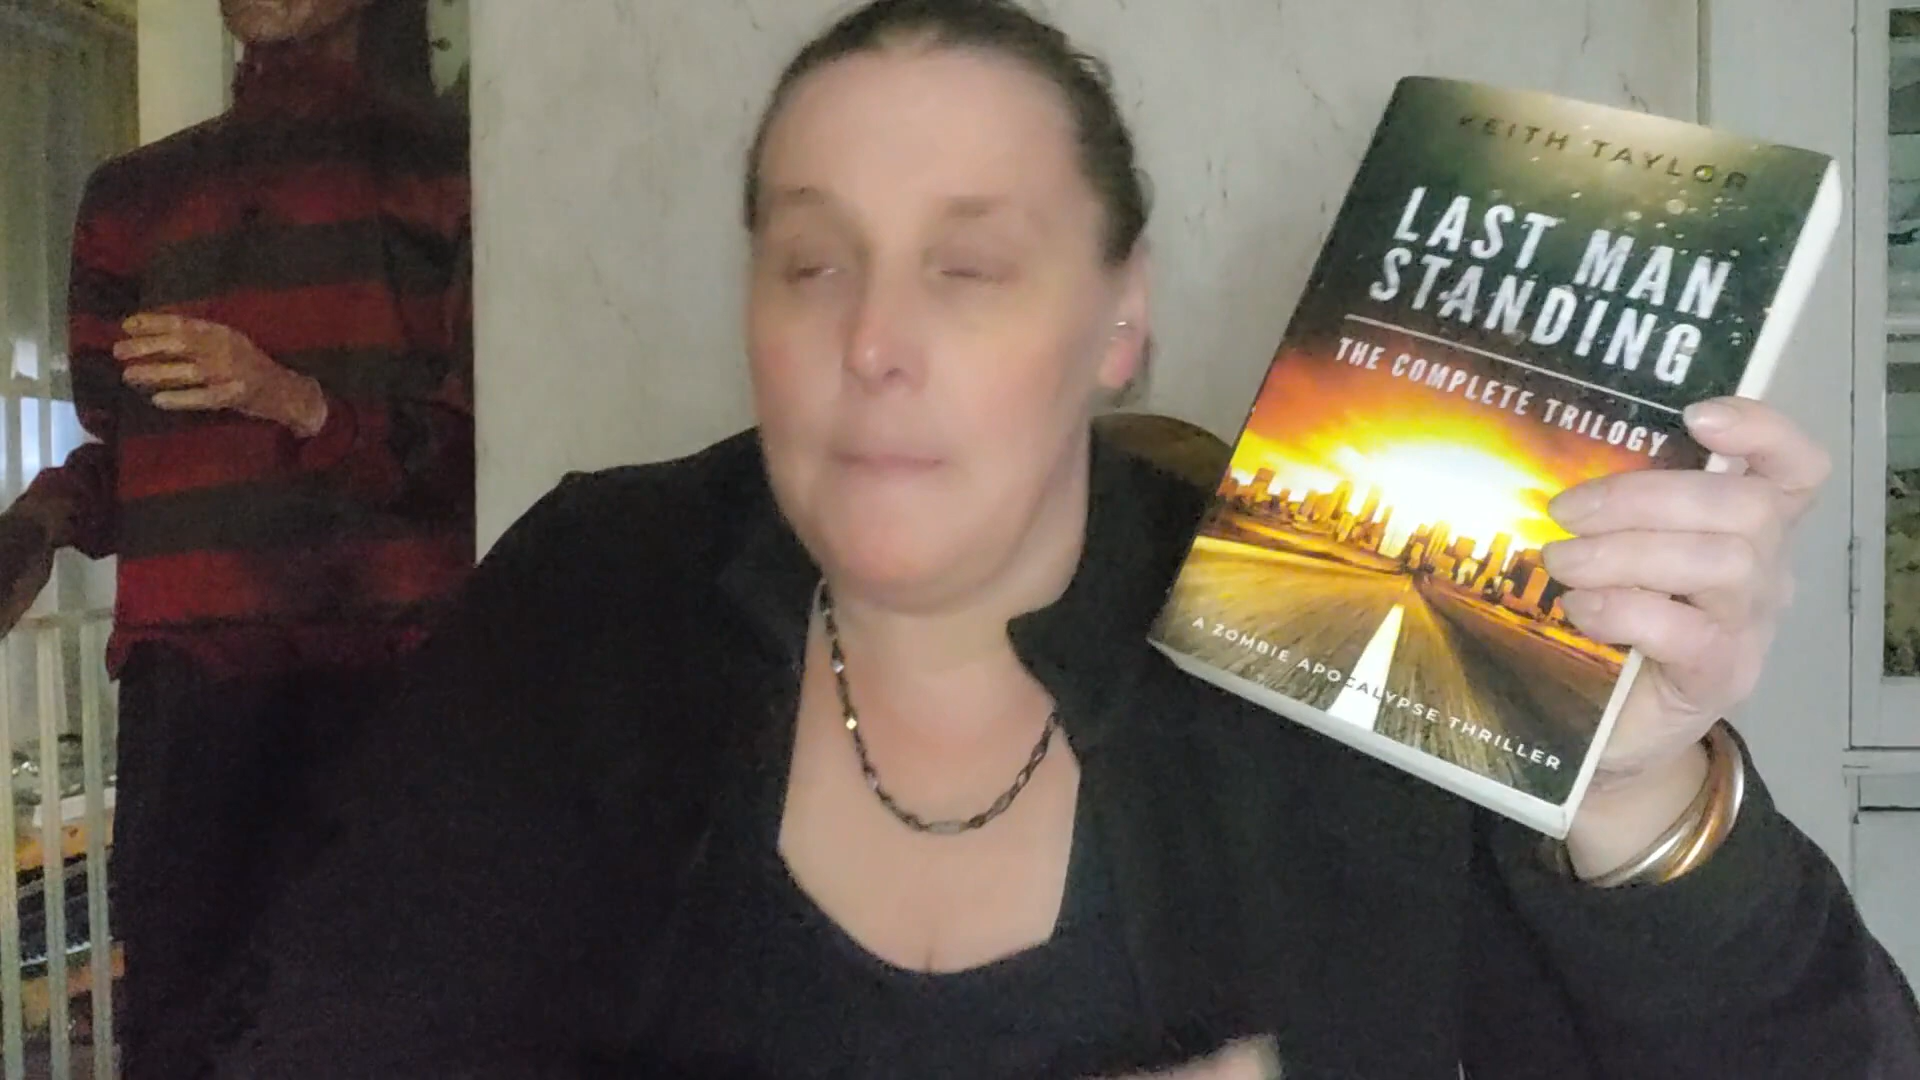 KEITH TAYLOR
LAST MAN
STANDING
THE COMPLETE TRILOGY
A ZOMBIE APOCALYPSE THRILLER